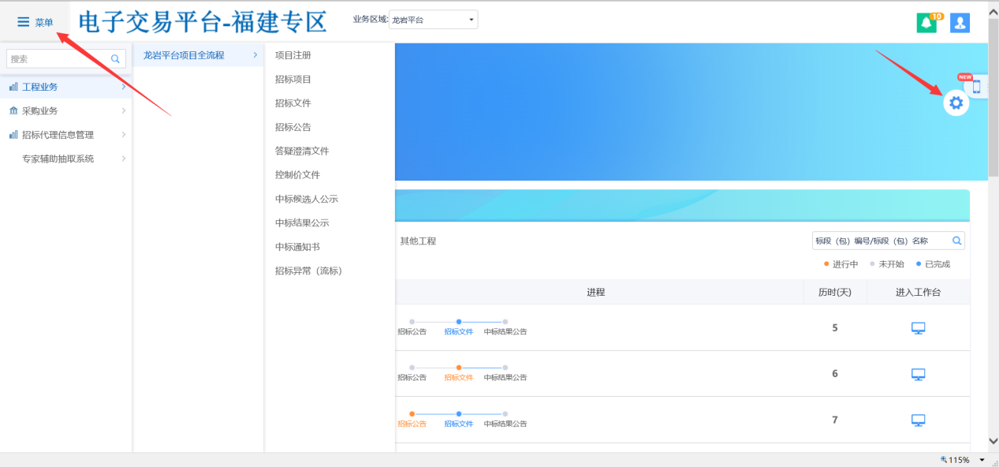 菜单
电子交易平台-福建专区
业务区域:
龙岩平台
10
搜索
龙岩平台项目全流程
项目注册
工程业务
招标项目
NEW
采购业务
招标文件
招标代理信息管理
招标公告
专家辅助抽取系统
答疑澄清文件
控制价文件
中标候选人公示
中标结果公示
中标通知书
招标异常（流标）
其他工程
标段（包）编号/标段（包）名称
进行中 未开始 已完成
进程 历时(天) 进入工作台
招标公告 招标文件 中标结果公告 5
招标公告 招标文件 中标结果公告 6
招标公告 招标文件 中标结果公告 7
115%